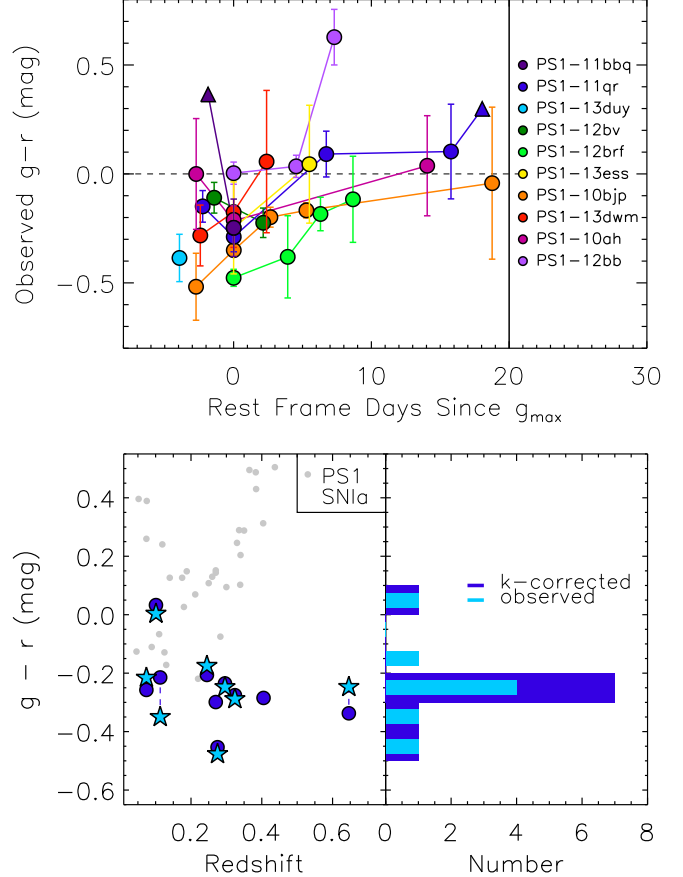 Observed g−r (mag)
0.5
0.0
−0.5
0
10
20
30
Rest Frame Days Since gmax
PS1−11bbq
PS1−11qr
PS1−13duy
PS1−12bv
PS1−12brf
PS1−13ess
PS1−10bjp
PS1−13dwm
PS1−10ah
PS1−12bb
g − r (mag)
0.4
0.2
0.0
−0.2
−0.4
−0.6
PS1
SNIa
0.2 0.4 0.6
Redshift
k−corrected
observed
0 2 4 6 8
Number